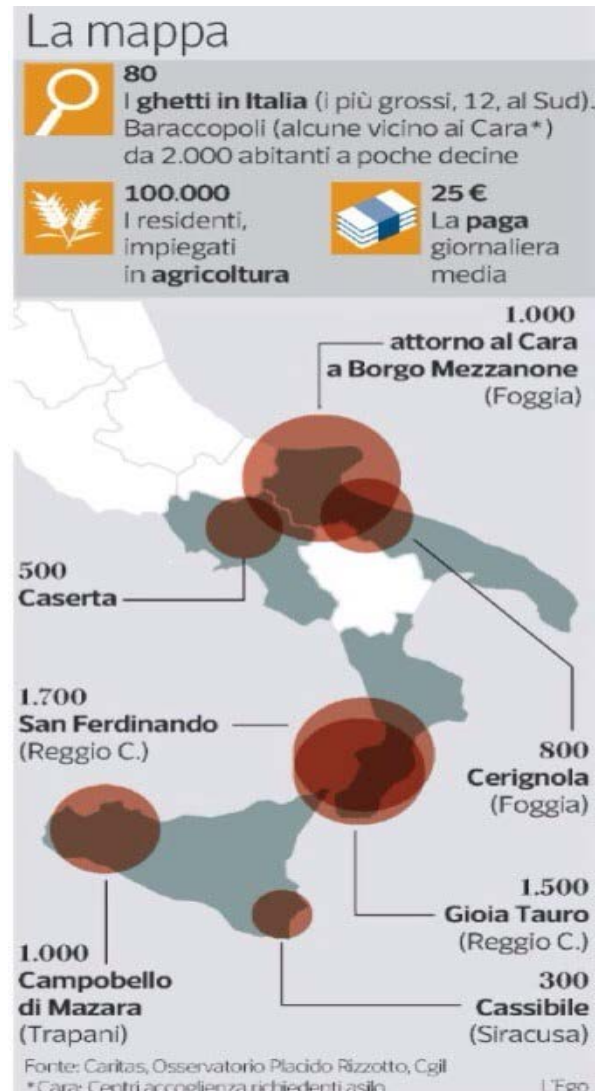 La mappa
80
I ghetti in Italia (i più grossi, 12, al Sud).
Baraccopoli (alcune vicino ai Cara*)
da 2.000 abitanti a poche decine
100.000
I residenti,
impiegati
in agricoltura
25 €
La paga
giornaliera
media
1.000
attorno al Cara
a Borgo Mezzanone
(Foggia)
500
Caserta
1.700
San Ferdinando
(Reggio C.)
800
Cerignola
(Foggia)
1.500
Gioia Tauro
(Reggio C.)
1.000
Campobello
di Mazara
(Trapani)
300
Cassibile
(Siracusa)
Fonte: Caritas, Osservatorio Placido Rizzotto, Cgil
*Cara: Centri accoglienza richiedenti asilo
L'Ego